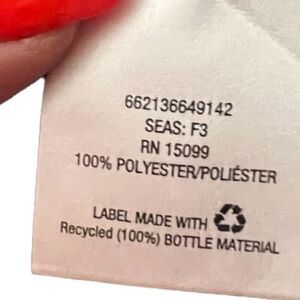 662136649142
SEAS: F3
RN 15099
100% POLYESTER/POLIÉSTER
LABEL MADE WITH
Recycled (100%) BOTTLE MATERIAL